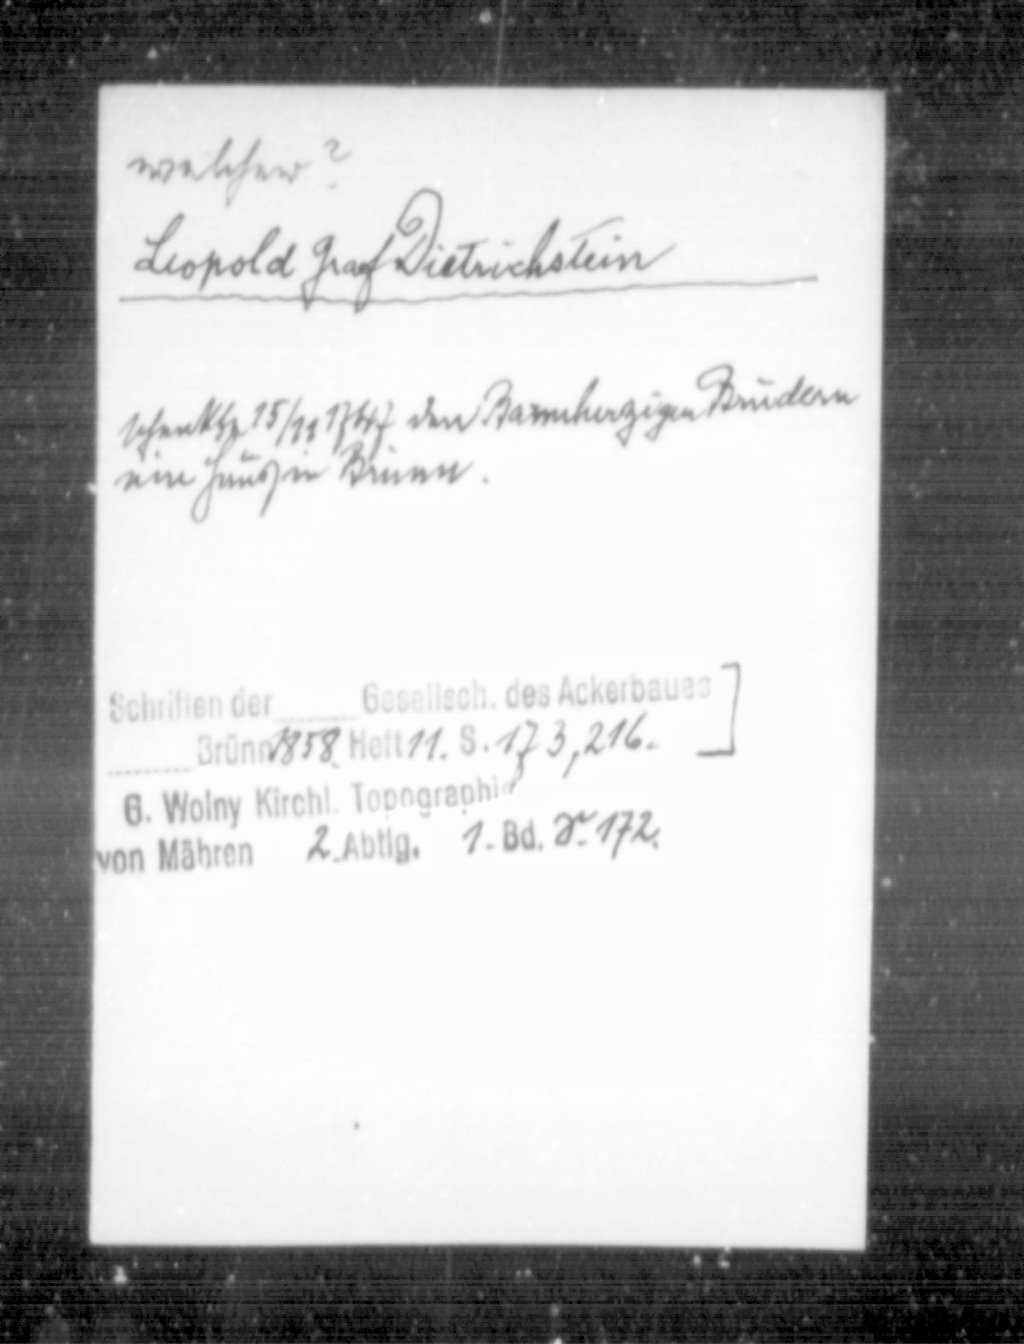 welcher?
Leopold Graf Dietrichstein
schenkte 15/11 1747 den Barmherzigen Brüdern
ein Haus in Brünn.
Schriften der ...... Gesellsch. des Ackerbaues ]
........ Brünn 1858. Heft 11. S. 173, 216.
G. Wolny Kirchl. Topographie
von Mähren 2. Abtlg. 1. Bd. S. 172.